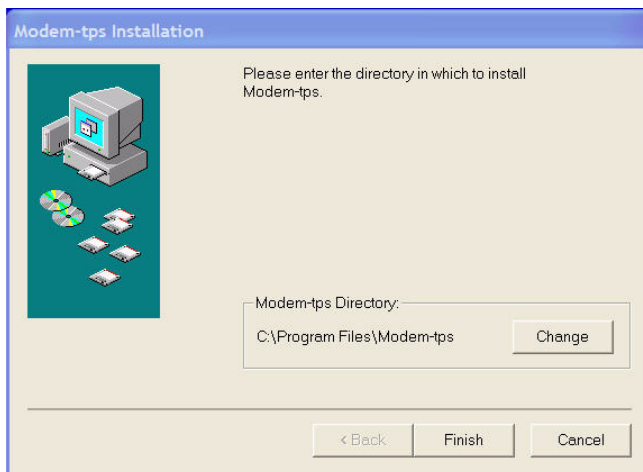 Modem-tps Installation
Please enter the directory in which to install
Modem-tps.
Modem-tps Directory:
C:\Program Files\Modem-tps
Change
< Back
Finish
Cancel